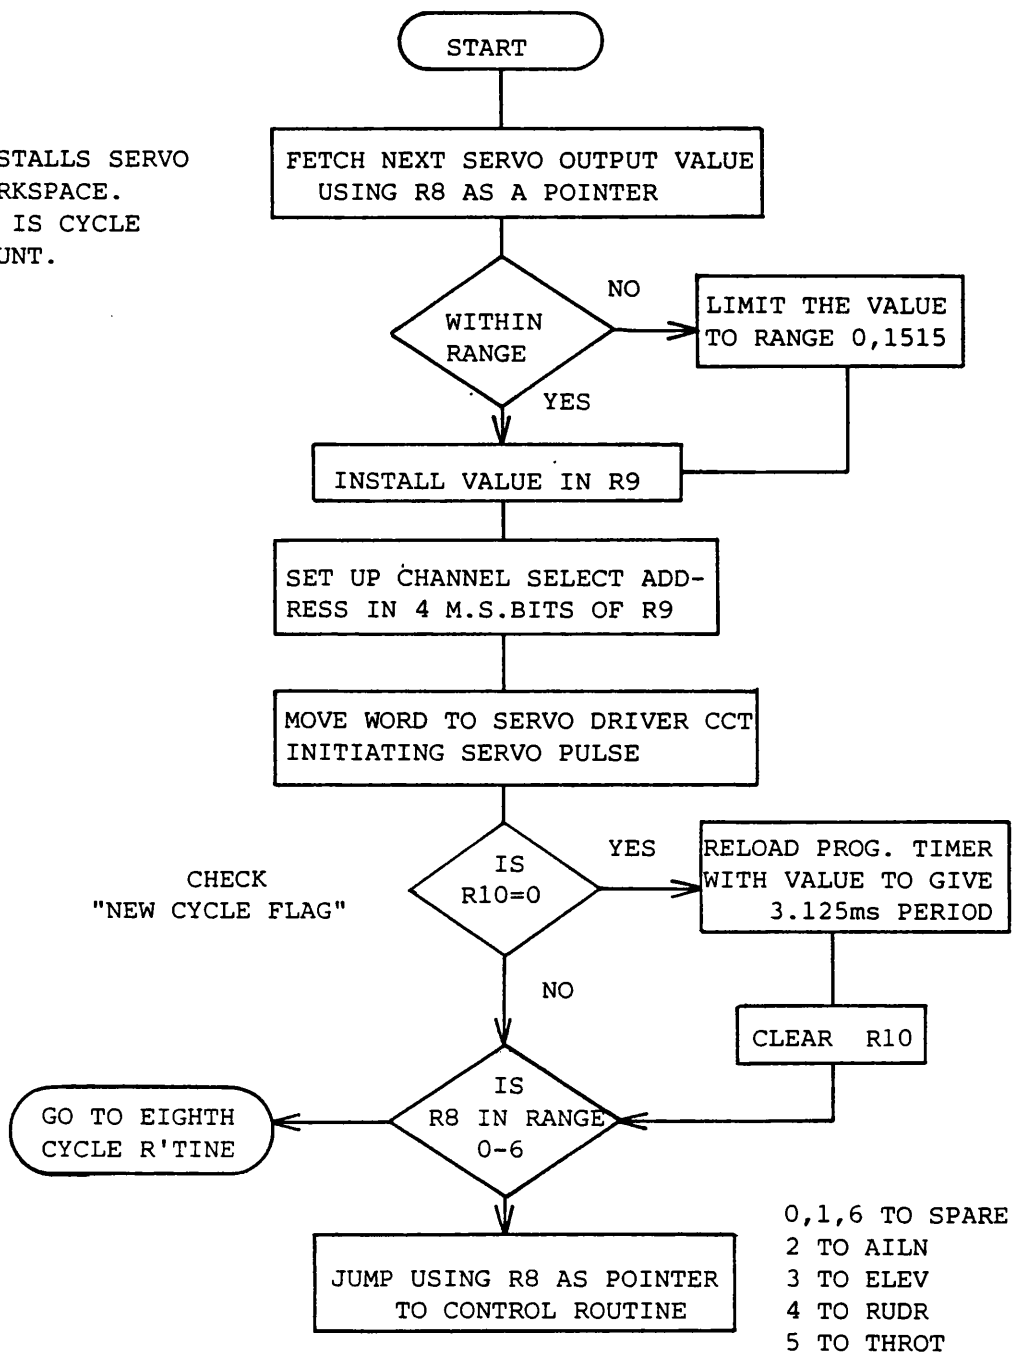 START
STALLS SERVO
RKSPACE.
IS CYCLE
UNT.
FETCH NEXT SERVO OUTPUT VALUE
USING R8 AS A POINTER
NO
WITHIN
RANGE
LIMIT THE VALUE
TO RANGE 0,1515
YES
INSTALL VALUE IN R9
SET UP CHANNEL SELECT ADD-
RESS IN 4 M.S.BITS OF R9
MOVE WORD TO SERVO DRIVER CCT
INITIATING SERVO PULSE
CHECK
"NEW CYCLE FLAG"
IS
R10=0
YES
RELOAD PROG. TIMER
WITH VALUE TO GIVE
3.125ms PERIOD
NO
CLEAR R10
IS
R8 IN RANGE
0-6
GO TO EIGHTH
CYCLE R'TINE
JUMP USING R8 AS POINTER
TO CONTROL ROUTINE
0,1,6 TO SPARE
2 TO AILN
3 TO ELEV
4 TO RUDR
5 TO THROT